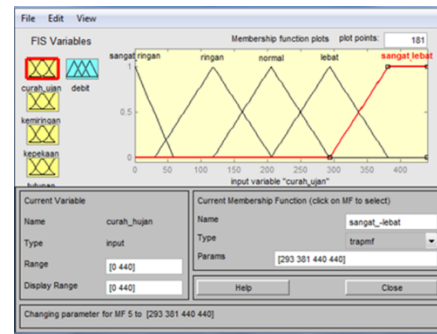 File Edit View
FIS Variables
Membership function plots
plot points:
181
sangat ringan
ringan
normal
lebat
sangat_lebat
curah_ujan
debit
kemiringan
kepekaan
1
0.5
0
0
50
100
150
200
250
300
350
400
input variable "curah_ujan"
Current Variable
Name
curah_hujan
Type
input
Range
[0 440]
Display Range
[0 440]
Current Membership Function (click on MF to select)
Name
sangat_-lebat
Type
trapmf
Params
[293 381 440 440]
Help
Close
Changing parameter for MF 5 to [293 381 440 440]